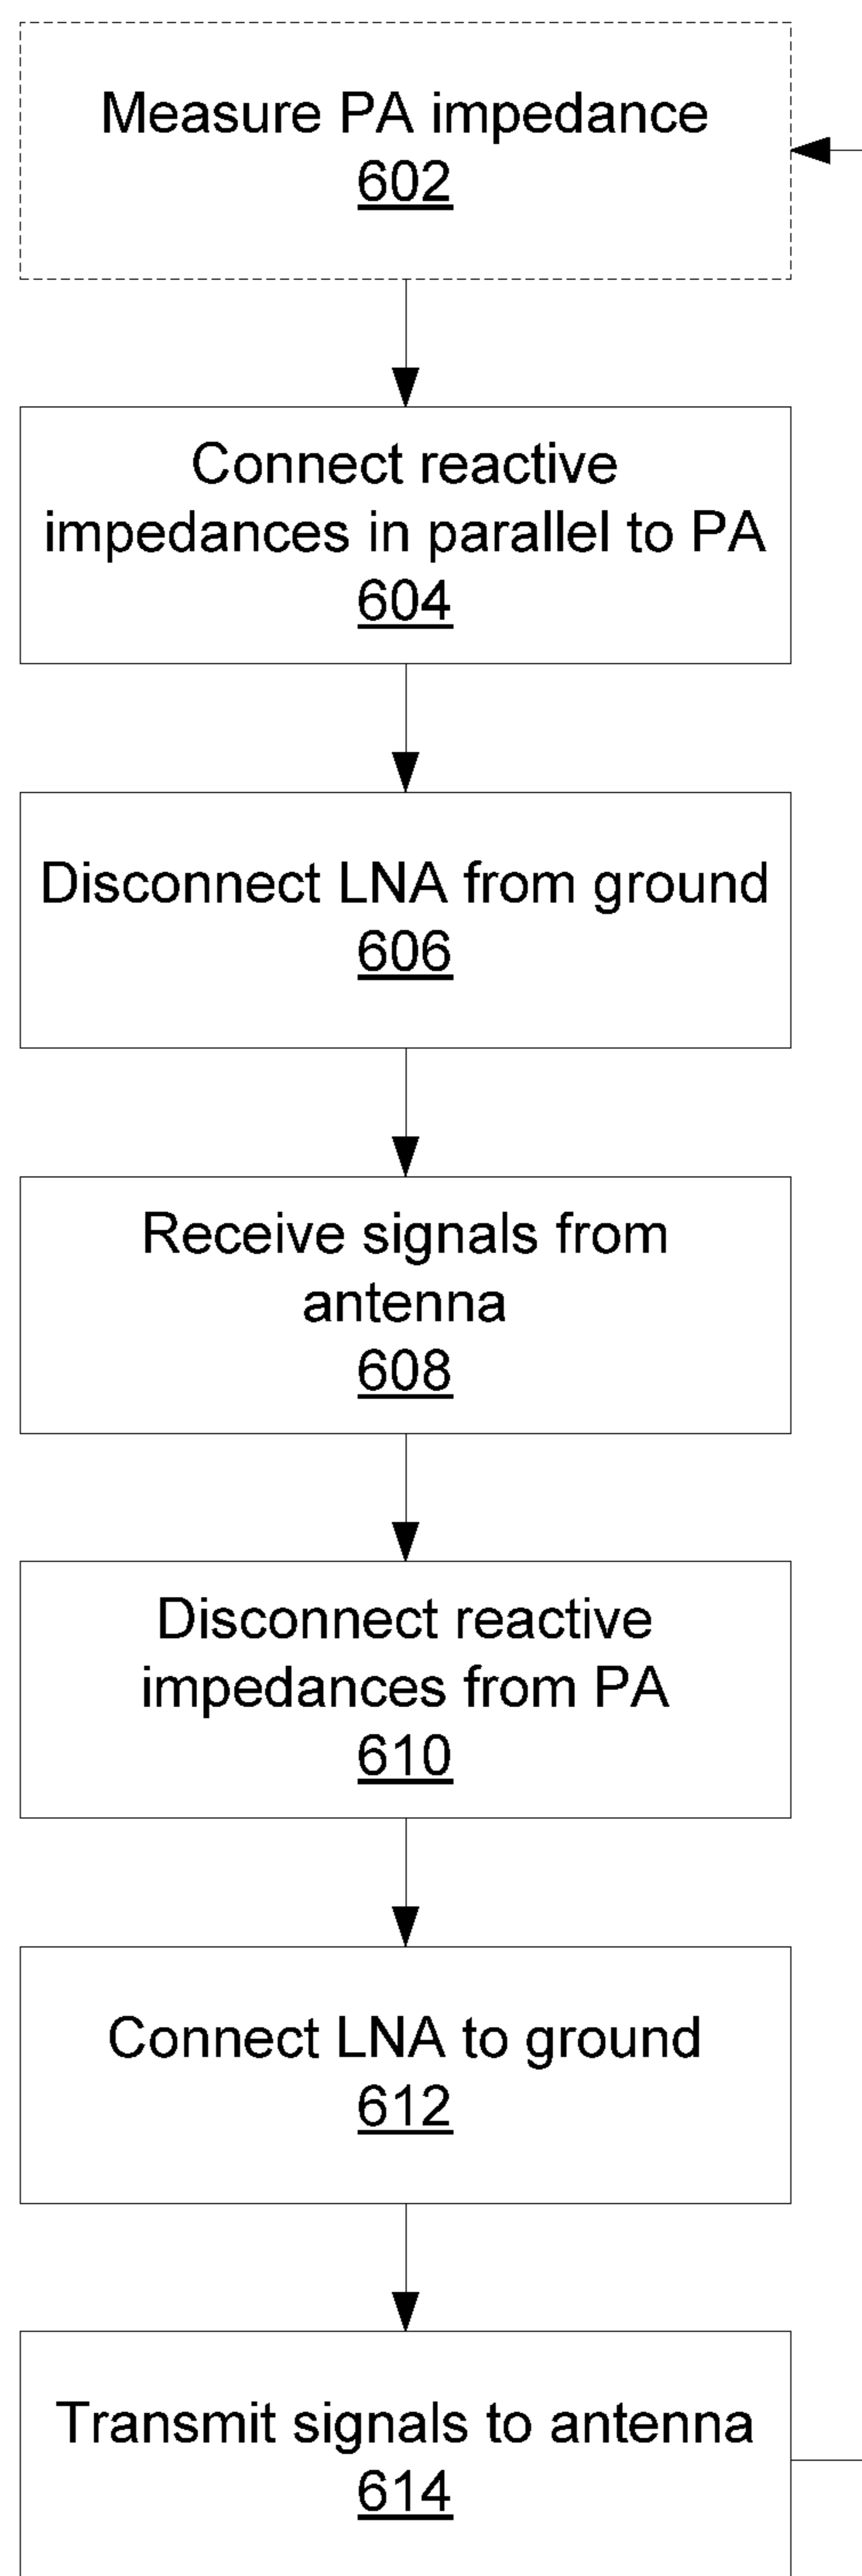 Measure PA impedance
602
Connect reactive
impedances in parallel to PA
604
Disconnect LNA from ground
606
Receive signals from
antenna
608
Disconnect reactive
impedances from PA
610
Connect LNA to ground
612
Transmit signals to antenna
614